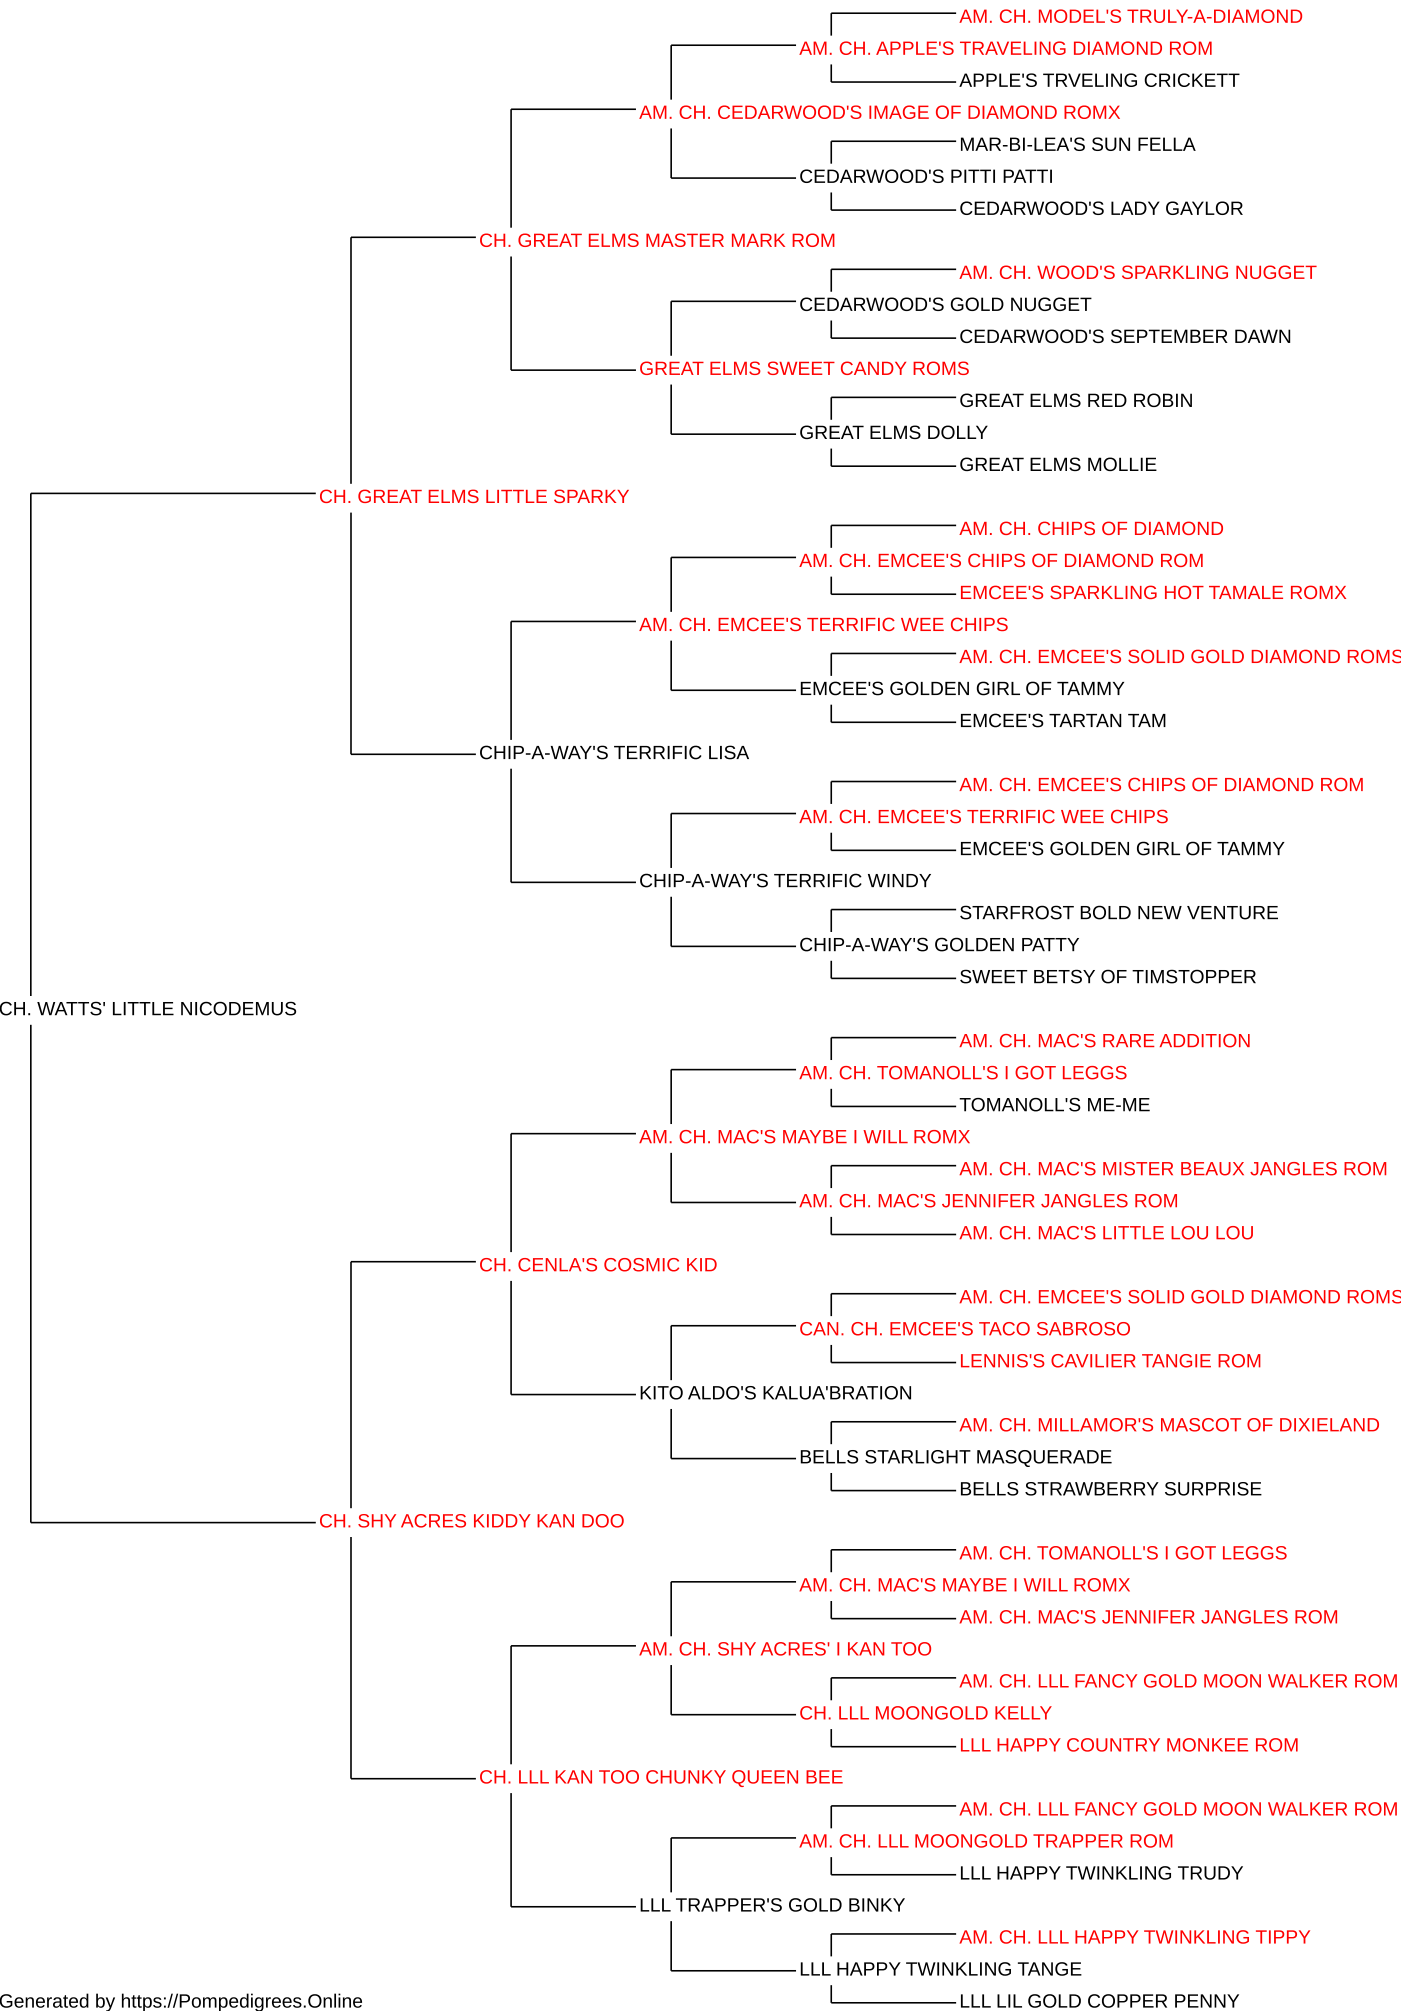 AM. CH. MODEL'S TRULY-A-DIAMOND
AM. CH. APPLE'S TRAVELING DIAMOND ROM
APPLE'S TRVELING CRICKETT
AM. CH. CEDARWOOD'S IMAGE OF DIAMOND ROMX
MAR-BI-LEA'S SUN FELLA
CEDARWOOD'S PITTI PATTI
CEDARWOOD'S LADY GAYLOR
CH. GREAT ELMS MASTER MARK ROM
AM. CH. WOOD'S SPARKLING NUGGET
CEDARWOOD'S GOLD NUGGET
CEDARWOOD'S SEPTEMBER DAWN
GREAT ELMS SWEET CANDY ROMS
GREAT ELMS RED ROBIN
GREAT ELMS DOLLY
GREAT ELMS MOLLIE
CH. GREAT ELMS LITTLE SPARKY
AM. CH. CHIPS OF DIAMOND
AM. CH. EMCEE'S CHIPS OF DIAMOND ROM
EMCEE'S SPARKLING HOT TAMALE ROMX
AM. CH. EMCEE'S TERRIFIC WEE CHIPS
AM. CH. EMCEE'S SOLID GOLD DIAMOND ROMS
EMCEE'S GOLDEN GIRL OF TAMMY
EMCEE'S TARTAN TAM
CHIP-A-WAY'S TERRIFIC LISA
AM. CH. EMCEE'S CHIPS OF DIAMOND ROM
AM. CH. EMCEE'S TERRIFIC WEE CHIPS
EMCEE'S GOLDEN GIRL OF TAMMY
CHIP-A-WAY'S TERRIFIC WINDY
STARFROST BOLD NEW VENTURE
CHIP-A-WAY'S GOLDEN PATTY
SWEET BETSY OF TIMSTOPPER
CH. WATTS' LITTLE NICODEMUS
AM. CH. MAC'S RARE ADDITION
AM. CH. TOMANOLL'S I GOT LEGGS
TOMANOLL'S ME-ME
AM. CH. MAC'S MAYBE I WILL ROMX
AM. CH. MAC'S MISTER BEAUX JANGLES ROM
AM. CH. MAC'S JENNIFER JANGLES ROM
AM. CH. MAC'S LITTLE LOU LOU
CH. CENLA'S COSMIC KID
AM. CH. EMCEE'S SOLID GOLD DIAMOND ROMS
CAN. CH. EMCEE'S TACO SABROSO
LENNIS'S CAVILIER TANGIE ROM
KITO ALDO'S KALUA'BRATION
AM. CH. MILLAMOR'S MASCOT OF DIXIELAND
BELLS STARLIGHT MASQUERADE
BELLS STRAWBERRY SURPRISE
CH. SHY ACRES KIDDY KAN DOO
AM. CH. TOMANOLL'S I GOT LEGGS
AM. CH. MAC'S MAYBE I WILL ROMX
AM. CH. MAC'S JENNIFER JANGLES ROM
AM. CH. SHY ACRES' I KAN TOO
AM. CH. LLL FANCY GOLD MOON WALKER ROM
CH. LLL MOONGOLD KELLY
LLL HAPPY COUNTRY MONKEE ROM
CH. LLL KAN TOO CHUNKY QUEEN BEE
AM. CH. LLL FANCY GOLD MOON WALKER ROM
AM. CH. LLL MOONGOLD TRAPPER ROM
LLL HAPPY TWINKLING TRUDY
LLL TRAPPER'S GOLD BINKY
AM. CH. LLL HAPPY TWINKLING TIPPY
LLL HAPPY TWINKLING TANGE
LLL LIL GOLD COPPER PENNY
Generated by https://Pompedigrees.Online